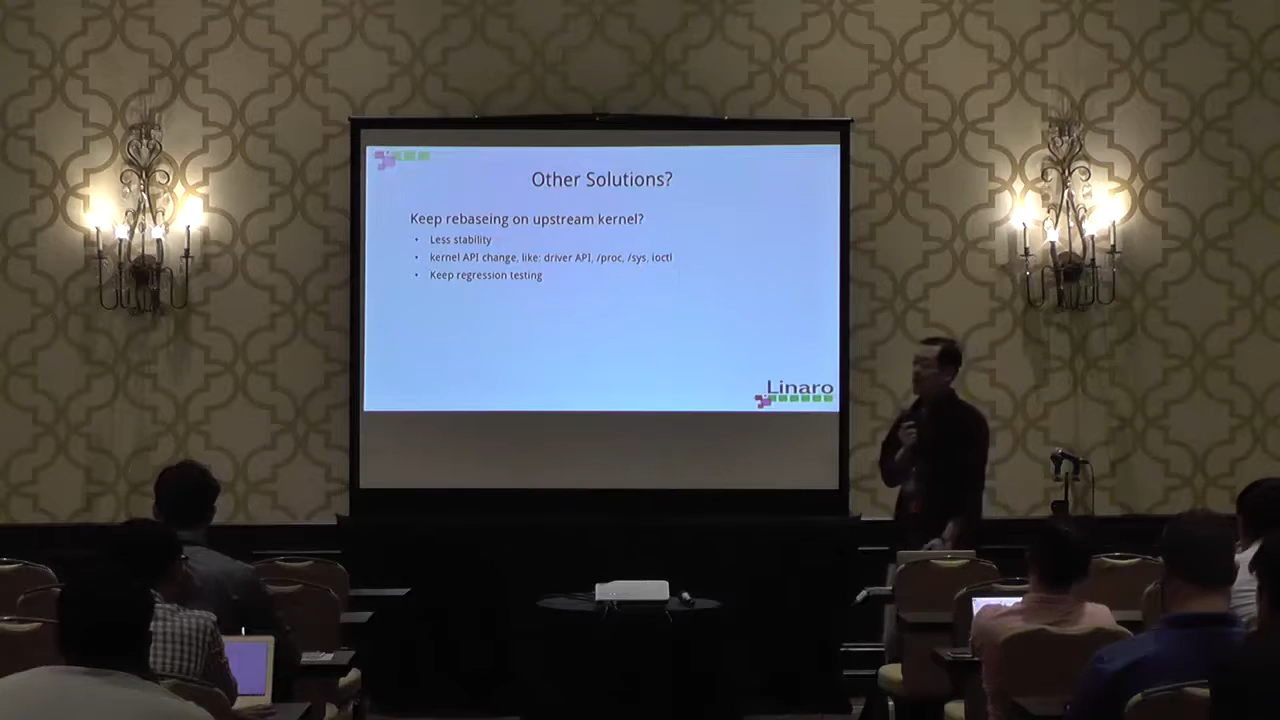 Other Solutions?
Keep rebaseing on upstream kernel?
• Less stability
• kernel API change, like: driver API, /proc, /sys, ioctl
• Keep regression testing
Linaro